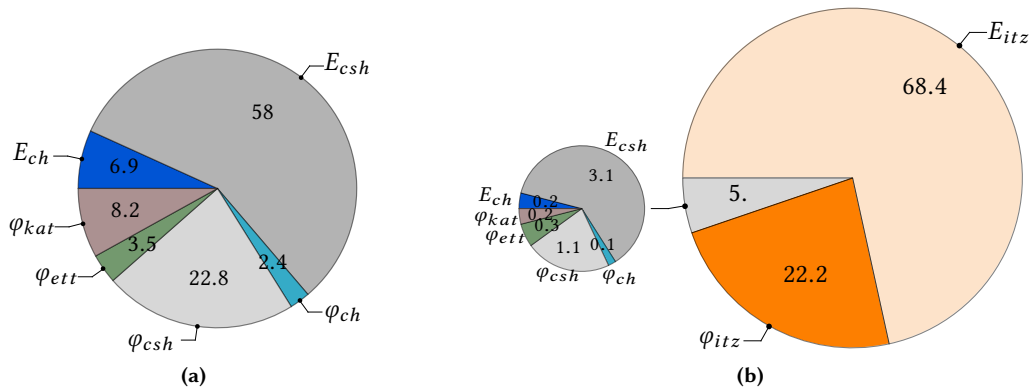 E_csh
58
E_ch
6.9
φ_kat
8.2
φ_ett
3.5
φ_csh
22.8
2.4
φ_ch
(a)
E_csh
3.1
E_ch
0.2
φ_kat
0.2
φ_ett
0.3
φ_csh
1.1
0.1
φ_ch
E_itz
68.4
5.
22.2
φ_itz
(b)